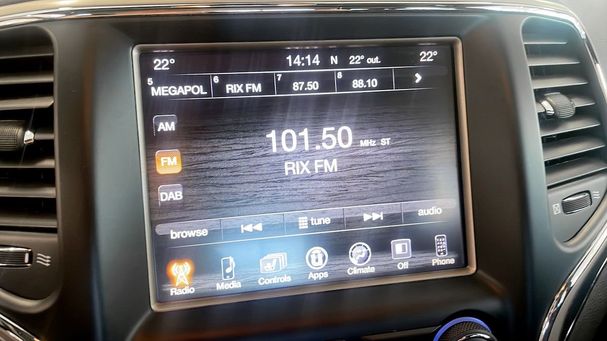 22° 14:14 N 22° out. 22°
5 MEGAPOL 6 RIX FM 7 87.50 8 88.10
AM
101.50 MHz ST
FM RIX FM
DAB
browse tune audio
Radio Media Controls Apps Climate Off Phone